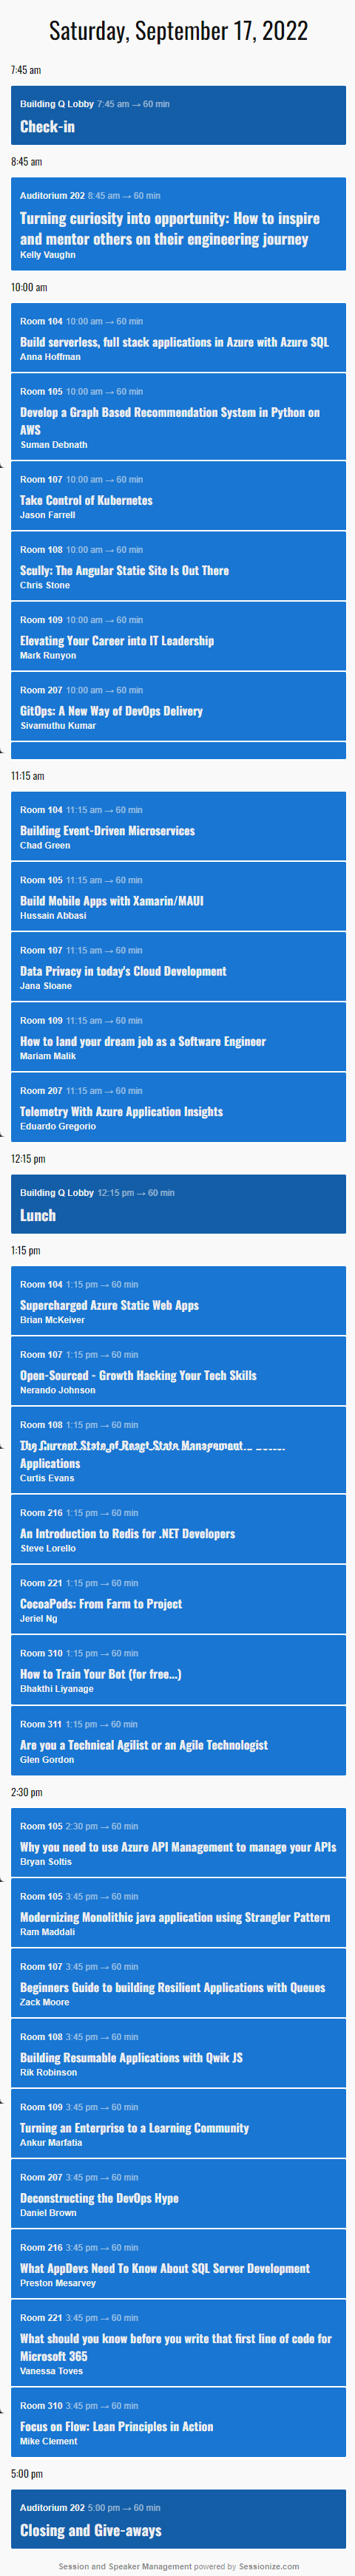 Saturday, September 17, 2022
7:45 am
Building Q Lobby 7:45 am → 60 min
Check-in
8:45 am
Auditorium 202 8:45 am → 60 min
Turning curiosity into opportunity: How to inspire
and mentor others on their engineering journey
Kelly Vaughn
10:00 am
Room 104 10:00 am → 60 min
Build serverless, full stack applications in Azure with Azure SQL
Anna Hoffman
Room 105 10:00 am → 60 min
Develop a Graph Based Recommendation System in Python on
AWS
Suman Debnath
Room 107 10:00 am → 60 min
Take Control of Kubernetes
Jason Farrell
Room 108 10:00 am → 60 min
Scully: The Angular Static Site Is Out There
Chris Stone
Room 109 10:00 am → 60 min
Elevating Your Career into IT Leadership
Mark Runyon
Room 207 10:00 am → 60 min
GitOps: A New Way of DevOps Delivery
Sivamuthu Kumar
11:15 am
Room 104 11:15 am → 60 min
Building Event-Driven Microservices
Chad Green
Room 105 11:15 am → 60 min
Build Mobile Apps with Xamarin/MAUI
Hussain Abbasi
Room 107 11:15 am → 60 min
Data Privacy in today's Cloud Development
Jana Sloane
Room 109 11:15 am → 60 min
How to land your dream job as a Software Engineer
Mariam Malik
Room 207 11:15 am → 60 min
Telemetry With Azure Application Insights
Eduardo Gregorio
12:15 pm
Building Q Lobby 12:15 pm → 60 min
Lunch
1:15 pm
Room 104 1:15 pm → 60 min
Supercharged Azure Static Web Apps
Brian McKeiver
Room 107 1:15 pm → 60 min
Open-Sourced - Growth Hacking Your Tech Skills
Nerando Johnson
Room 108 1:15 pm → 60 min
The Current State of React State Management
Applications
Curtis Evans
Room 216 1:15 pm → 60 min
An Introduction to Redis for .NET Developers
Steve Lorello
Room 221 1:15 pm → 60 min
CocoaPods: From Farm to Project
Jeriel Ng
Room 310 1:15 pm → 60 min
How to Train Your Bot (for free...)
Bhakthi Liyanage
Room 311 1:15 pm → 60 min
Are you a Technical Agilist or an Agile Technologist
Glen Gordon
2:30 pm
Room 105 2:30 pm → 60 min
Why you need to use Azure API Management to manage your APIs
Bryan Soltis
Room 105 3:45 pm → 60 min
Modernizing Monolithic java application using Strangler Pattern
Ram Maddali
Room 107 3:45 pm → 60 min
Beginners Guide to building Resilient Applications with Queues
Zack Moore
Room 108 3:45 pm → 60 min
Building Resumable Applications with Qwik JS
Rik Robinson
Room 109 3:45 pm → 60 min
Turning an Enterprise to a Learning Community
Ankur Marfatia
Room 207 3:45 pm → 60 min
Deconstructing the DevOps Hype
Daniel Brown
Room 216 3:45 pm → 60 min
What AppDevs Need To Know About SQL Server Development
Preston Mesarvey
Room 221 3:45 pm → 60 min
What should you know before you write that first line of code for
Microsoft 365
Vanessa Toves
Room 310 3:45 pm → 60 min
Focus on Flow: Lean Principles in Action
Mike Clement
5:00 pm
Auditorium 202 5:00 pm → 60 min
Closing and Give-aways
Session and Speaker Management powered by Sessionize.com